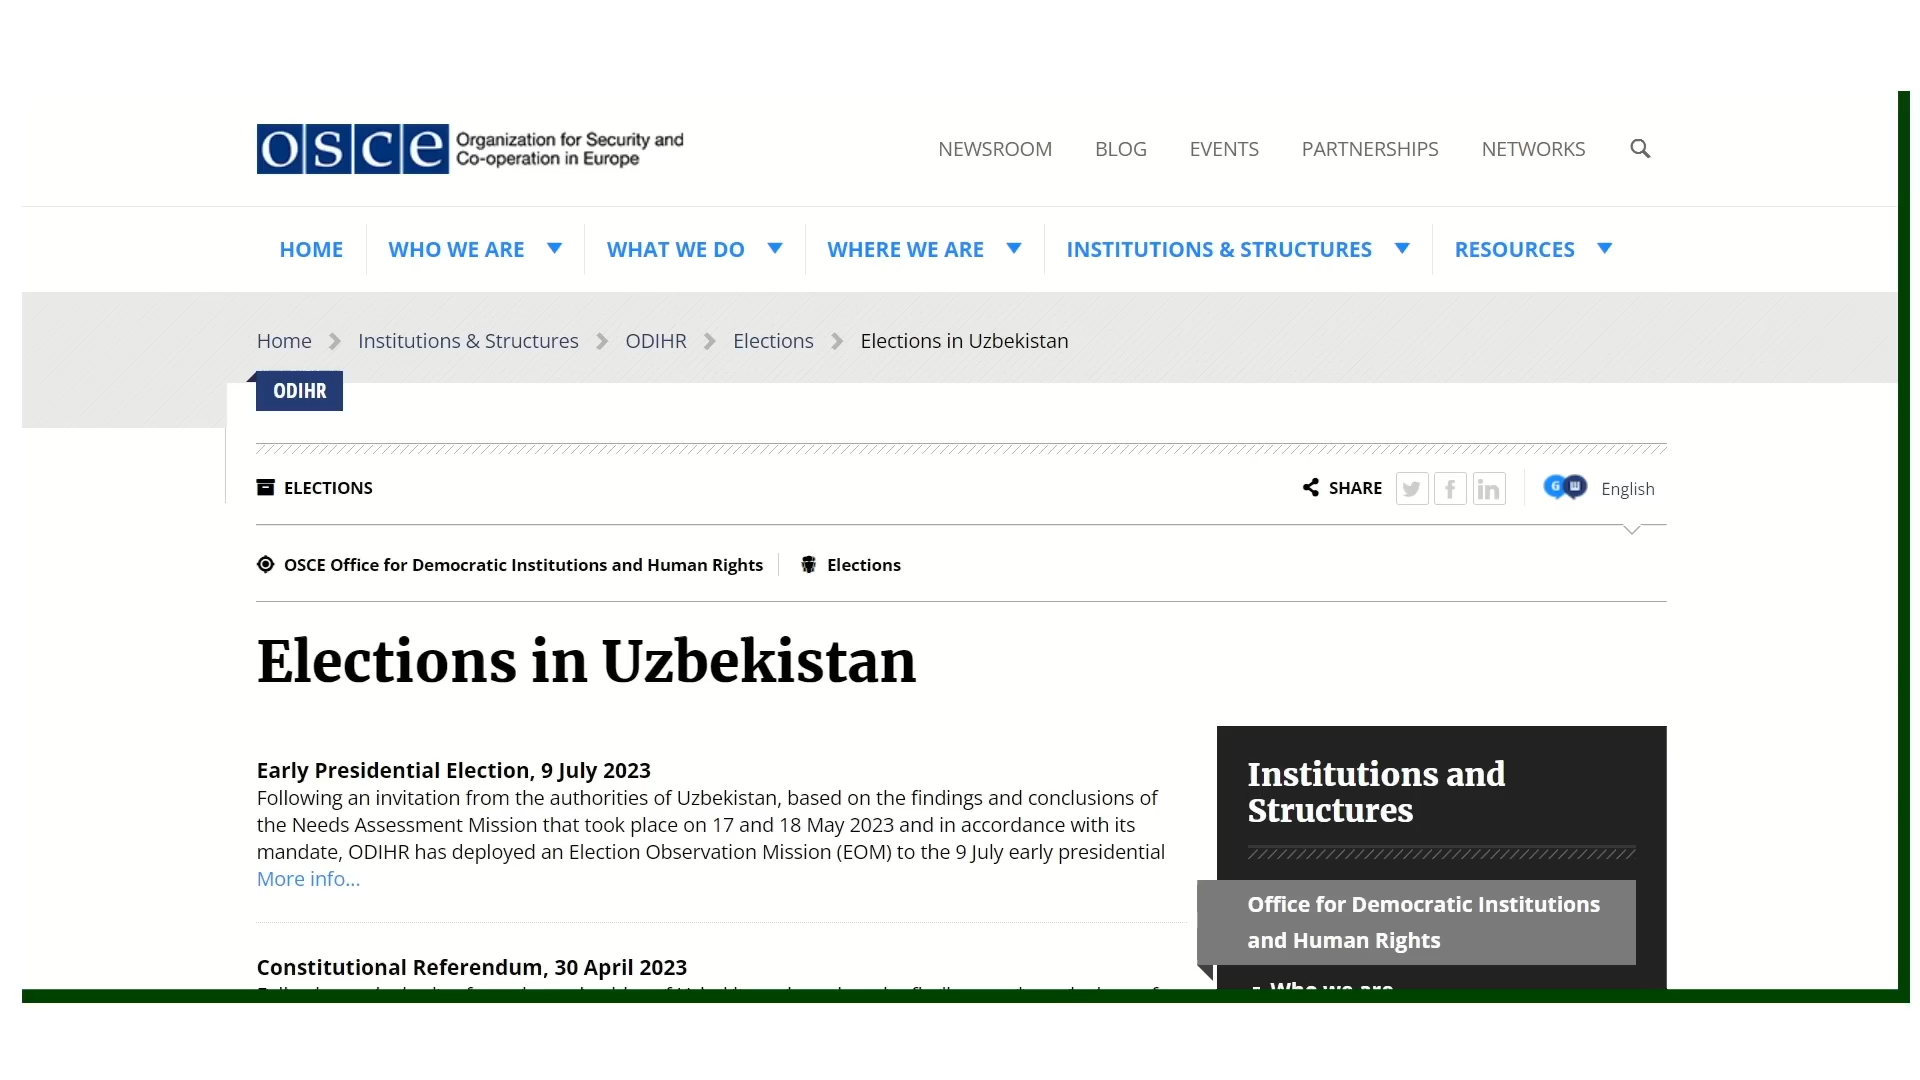 osce Organization for Security and
Co-operation in Europe
NEWSROOM BLOG EVENTS PARTNERSHIPS NETWORKS
HOME WHO WE ARE WHAT WE DO WHERE WE ARE INSTITUTIONS & STRUCTURES RESOURCES
Home Institutions & Structures ODIHR Elections Elections in Uzbekistan
ODIHR
ELECTIONS
SHARE
English
OSCE Office for Democratic Institutions and Human Rights
Elections
Elections in Uzbekistan
Early Presidential Election, 9 July 2023
Following an invitation from the authorities of Uzbekistan, based on the findings and conclusions of
the Needs Assessment Mission that took place on 17 and 18 May 2023 and in accordance with its
mandate, ODIHR has deployed an Election Observation Mission (EOM) to the 9 July early presidential
More info...
Constitutional Referendum, 30 April 2023
Institutions and
Structures
Office for Democratic Institutions
and Human Rights
Who we are